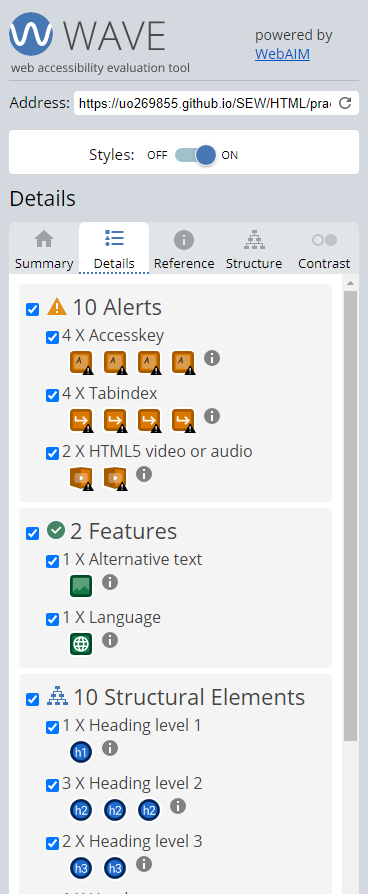 WAVE
powered by
WebAIM
web accessibility evaluation tool
Address: https://uo269855.github.io/SEW/HTML/prac
Styles: OFF ON
Details
Summary Details Reference Structure Contrast
10 Alerts
4 X Accesskey
A A A A
4 X Tabindex
2 X HTML5 video or audio
2 Features
1 X Alternative text
1 X Language
10 Structural Elements
1 X Heading level 1
h1
3 X Heading level 2
h2 h2 h2
2 X Heading level 3
h3 h3